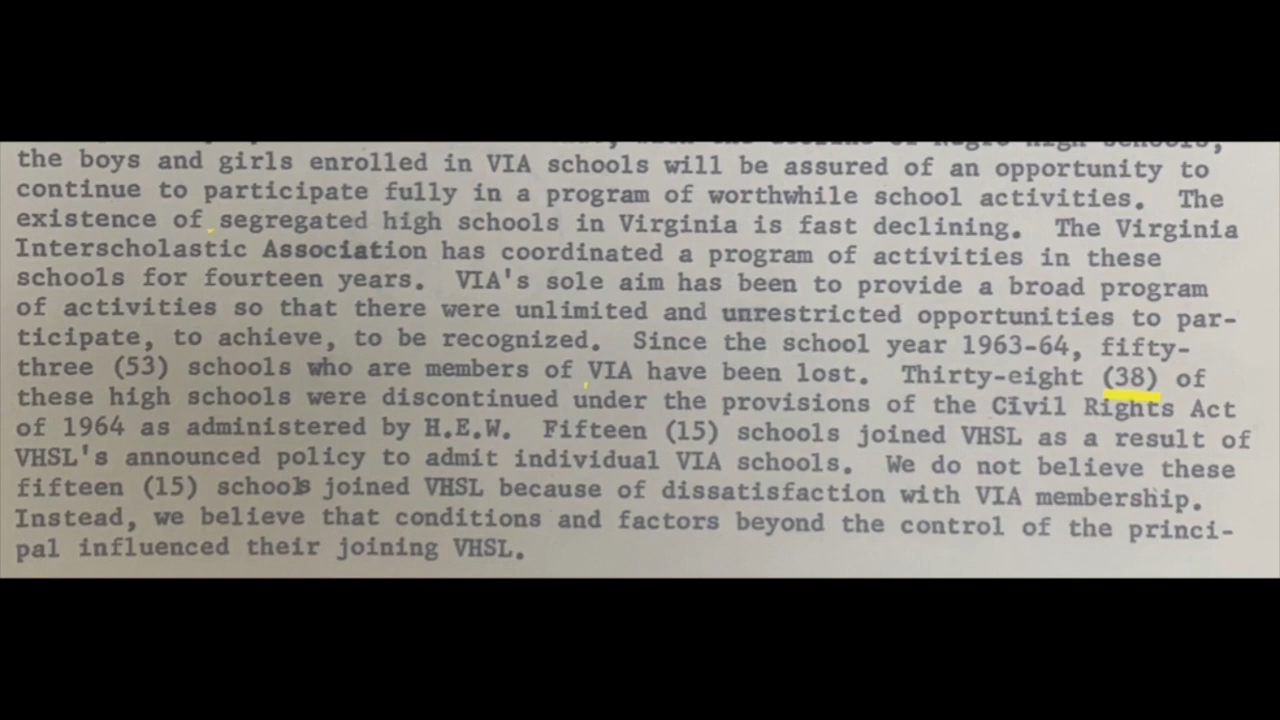 Negro high schools,
the boys and girls enrolled in VIA schools will be assured of an opportunity to
continue to participate fully in a program of worthwhile school activities. The
existence of segregated high schools in Virginia is fast declining. The Virginia
Interscholastic Association has coordinated a program of activities in these
schools for fourteen years. VIA's sole aim has been to provide a broad program
of activities so that there were unlimited and unrestricted opportunities to par-
ticipate, to achieve, to be recognized. Since the school year 1963-64, fifty-
three (53) schools who are members of VIA have been lost. Thirty-eight (38) of
these high schools were discontinued under the provisions of the Civil Rights Act
of 1964 as administered by H.E.W. Fifteen (15) schools joined VHSL as a result of
VHSL's announced policy to admit individual VIA schools. We do not believe these
fifteen (15) schools joined VHSL because of dissatisfaction with VIA membership.
Instead, we believe that conditions and factors beyond the control of the princi-
pal influenced their joining VHSL.